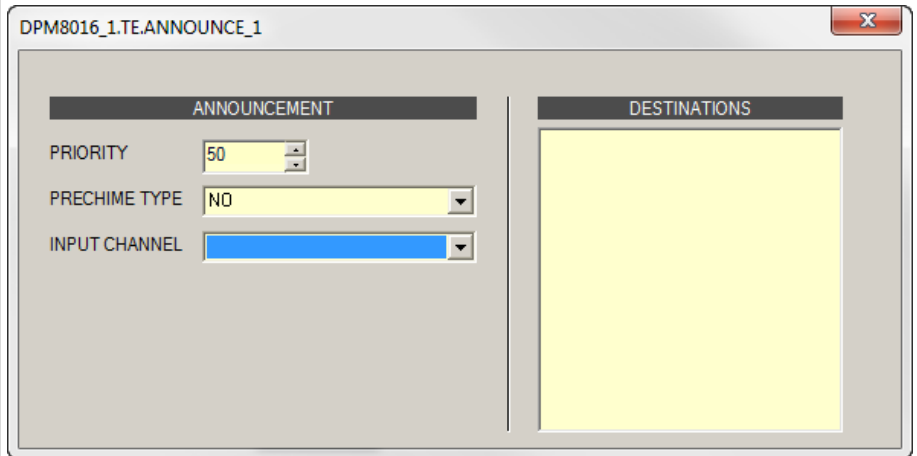 DPM8016_1.TE.ANNOUNCE_1
ANNOUNCEMENT
PRIORITY 50
PRECHIME TYPE NO
INPUT CHANNEL
DESTINATIONS